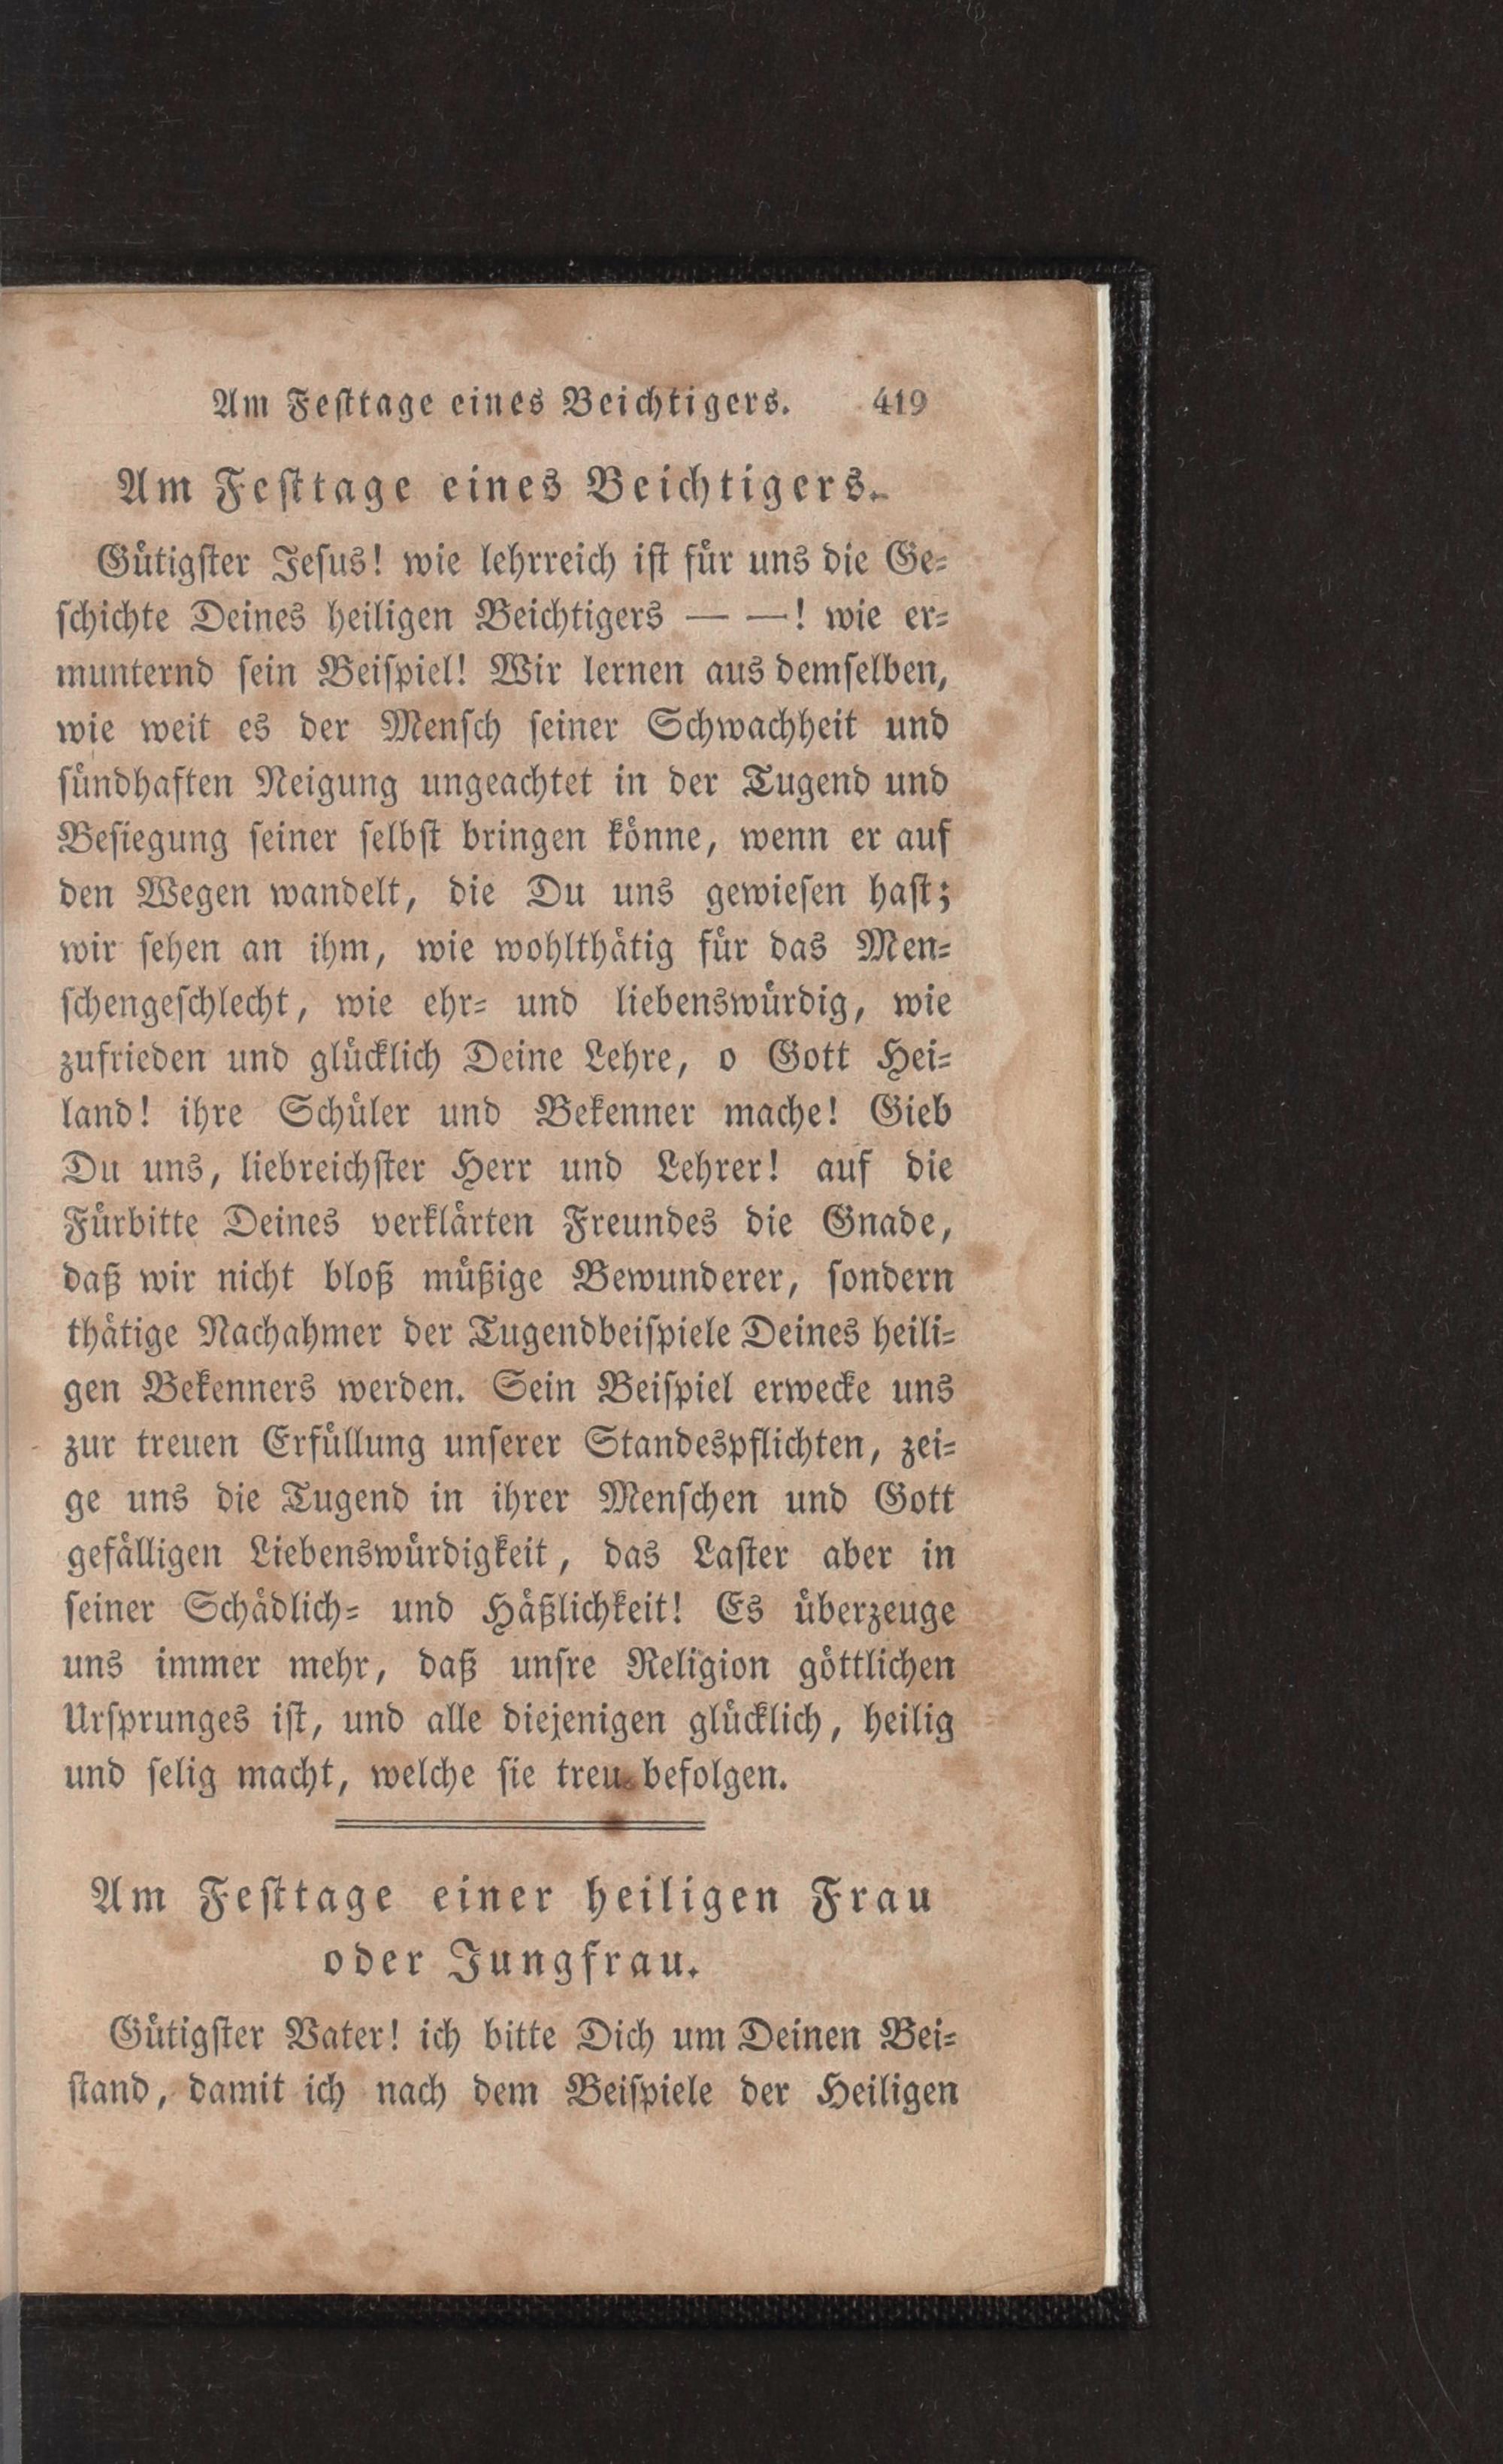 Am Festtage eines Beichtigers. 419
Am Festtage eines Beichtigers.
Gütigster Jesus! wie lehrreich ist für uns die Ge-
schichte Deines heiligen Beichtigers — —! wie er-
munternd sein Beispiel! Wir lernen aus demselben,
wie weit es der Mensch seiner Schwachheit und
sündhaften Neigung ungeachtet in der Tugend und
Besiegung seiner selbst bringen könne, wenn er auf
den Wegen wandelt, die Du uns gewiesen hast;
wir sehen an ihm, wie wohlthätig für das Men-
schengeschlecht, wie ehr- und liebenswürdig, wie
zufrieden und glücklich Deine Lehre, o Gott Hei-
land! ihre Schüler und Bekenner mache! Gieb
Du uns, liebreichster Herr und Lehrer! auf die
Fürbitte Deines verklärten Freundes die Gnade,
daß wir nicht bloß müßige Bewunderer, sondern
thätige Nachahmer der Tugendbeispiele Deines heili-
gen Bekenners werden. Sein Beispiel erwecke uns
zur treuen Erfüllung unserer Standespflichten, zei-
ge uns die Tugend in ihrer Menschen und Gott
gefälligen Liebenswürdigkeit, das Laster aber in
seiner Schädlich- und Häßlichkeit! Es überzeuge
uns immer mehr, daß unsre Religion göttlichen
Ursprunges ist, und alle diejenigen glücklich, heilig
und selig macht, welche sie treu befolgen.
Am Festtage einer heiligen Frau
oder Jungfrau.
Gütigster Vater! ich bitte Dich um Deinen Bei-
stand, damit ich nach dem Beispiele der Heiligen